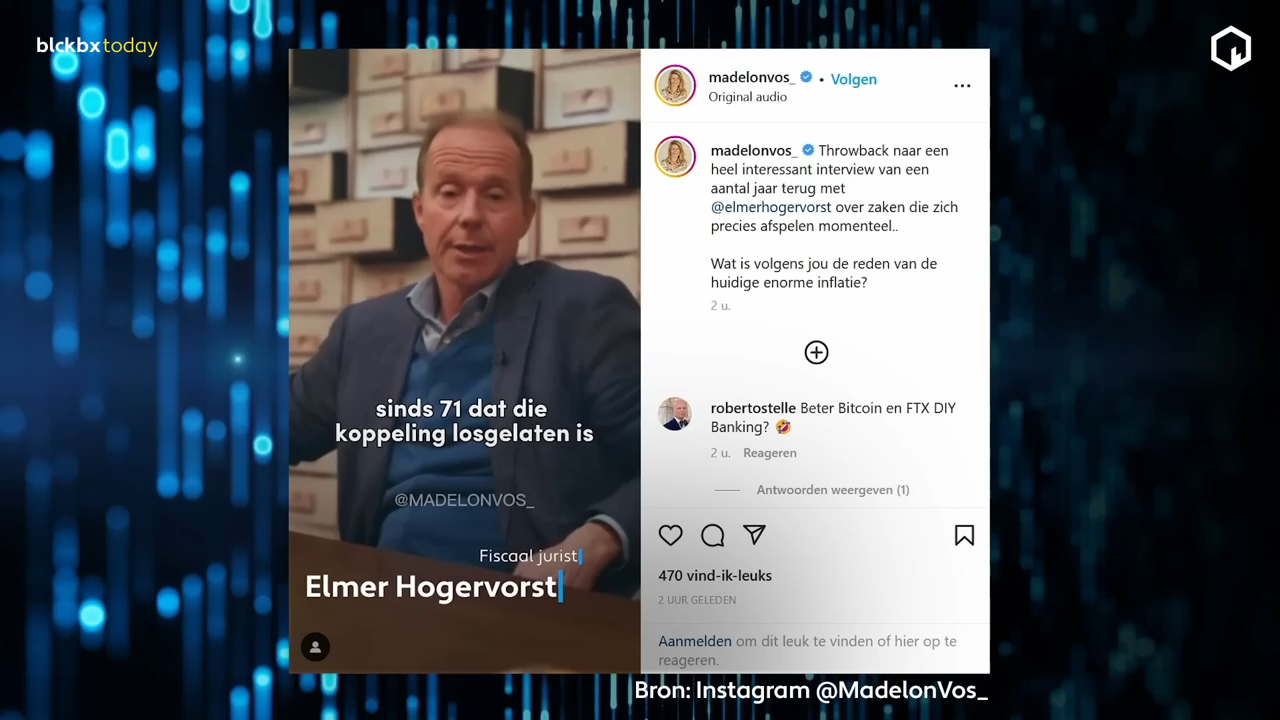 blckbxtoday
madelonvos_ • Volgen
Original audio
madelonvos_ Throwback naar een
heel interessant interview van een
aantal jaar terug met
@elmerhogervorst over zaken die zich
precies afspelen momenteel..
Wat is volgens jou de reden van de
huidige enorme inflatie?
2 u.
robertostelle Beter Bitcoin en FTX DIY
Banking? 🤣
2 u. Reageren
Antwoorden weergeven (1)
470 vind-ik-leuks
2 UUR GELEDEN
Aanmelden om dit leuk te vinden of hier op te
reageren.
sinds 71 dat die
koppeling losgelaten is
@MADELONVOS_
Fiscaal jurist
Elmer Hogervorst
Bron: Instagram @MadelonVos_